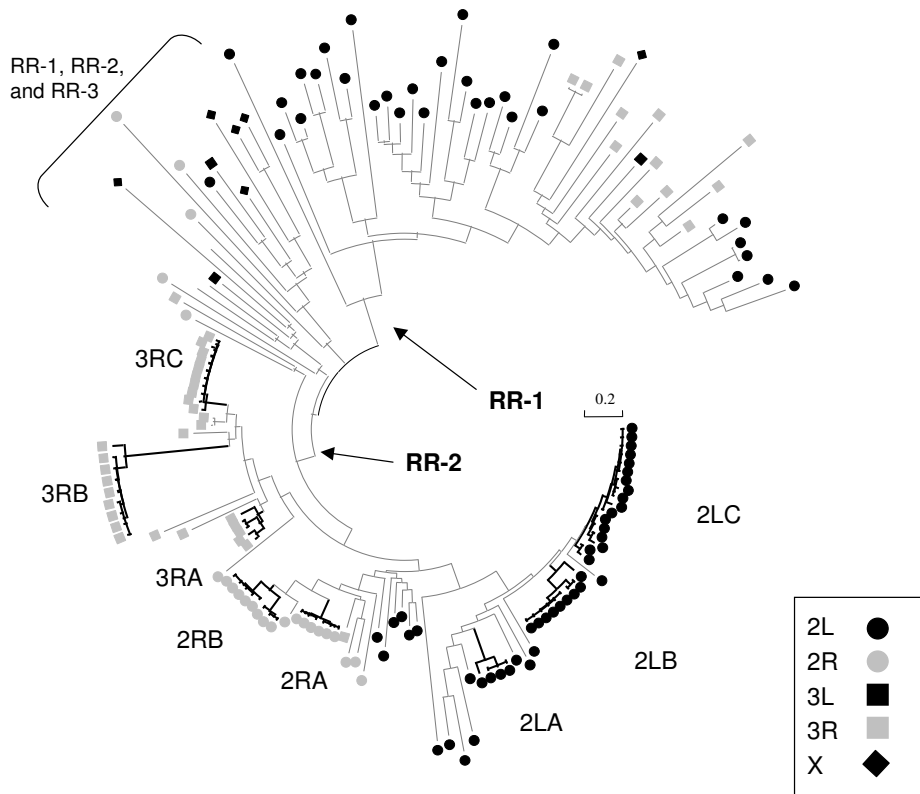 RR-1, RR-2,
and RR-3
3RC
RR-1
0.2
RR-2
3RB
2LC
3RA
2RB
2RA
2LB
2LA
2L
2R
3L
3R
X